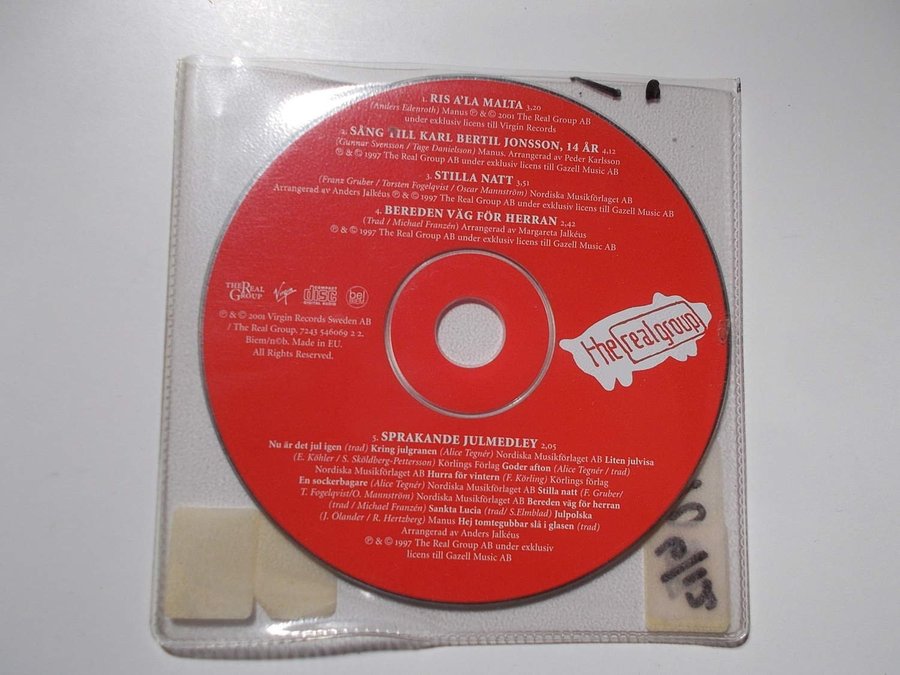 1. RIS A'LA MALTA 3,20
(Anders Edenroth) Manus ℗ & © 2001 The Real Group AB
under exklusiv licens till Virgin Records
2. SÅNG TILL KARL BERTIL JONSSON, 14 ÅR 4,12
(Gunnar Svensson / Tage Danielsson) Manus. Arrangerad av Peder Karlsson
℗ & © 1997 The Real Group AB under exklusiv licens till Gazell Music AB
3. STILLA NATT 3,51
(Franz Gruber / Torsten Fogelqvist / Oscar Mannström) Nordiska Musikförlaget AB
Arrangerad av Anders Jalkéus ℗ & © 1997 The Real Group AB under exklusiv licens till Gazell Music AB
4. BEREDEN VÄG FÖR HERRAN 2,42
(Trad / Michael Franzén) Arrangerad av Margareta Jalkéus
℗ & © 1997 The Real Group AB under exklusiv licens till Gazell Music AB
THE REAL
GROUP
Virgin
COMPACT
disc
DIGITAL AUDIO
℗ & © 2001 Virgin Records Sweden AB
/ The Real Group. 7243 546069 2 2.
Biem/n©b. Made in EU.
All Rights Reserved.
the real group
5. SPRAKANDE JULMEDLEY 2,05
Nu är det jul igen (trad) Kring julgranen (Alice Tegnér) Nordiska Musikförlaget AB Liten julvisa
(E. Köhler / S. Sköldberg-Pettersson) Körlings Förlag Goder afton (Alice Tegnér / trad)
Nordiska Musikförlaget AB Hurra för vintern (F. Körling) Körlings förlag
En sockerbagare (Alice Tegnér) Nordiska Musikförlaget AB Stilla natt (F. Gruber/
T. Fogelqvist/O. Mannström) Nordiska Musikförlaget AB Bereden väg för herran
(trad / Michael Franzén) Sankta Lucia (trad/ S.Elmblad) Julpolska
(J. Ölander / R. Hertzberg) Manus Hej tomtegubbar slå i glasen (trad)
Arrangerad av Anders Jalkéus
℗ & © 1997 The Real Group AB under exklusiv
licens till Gazell Music AB